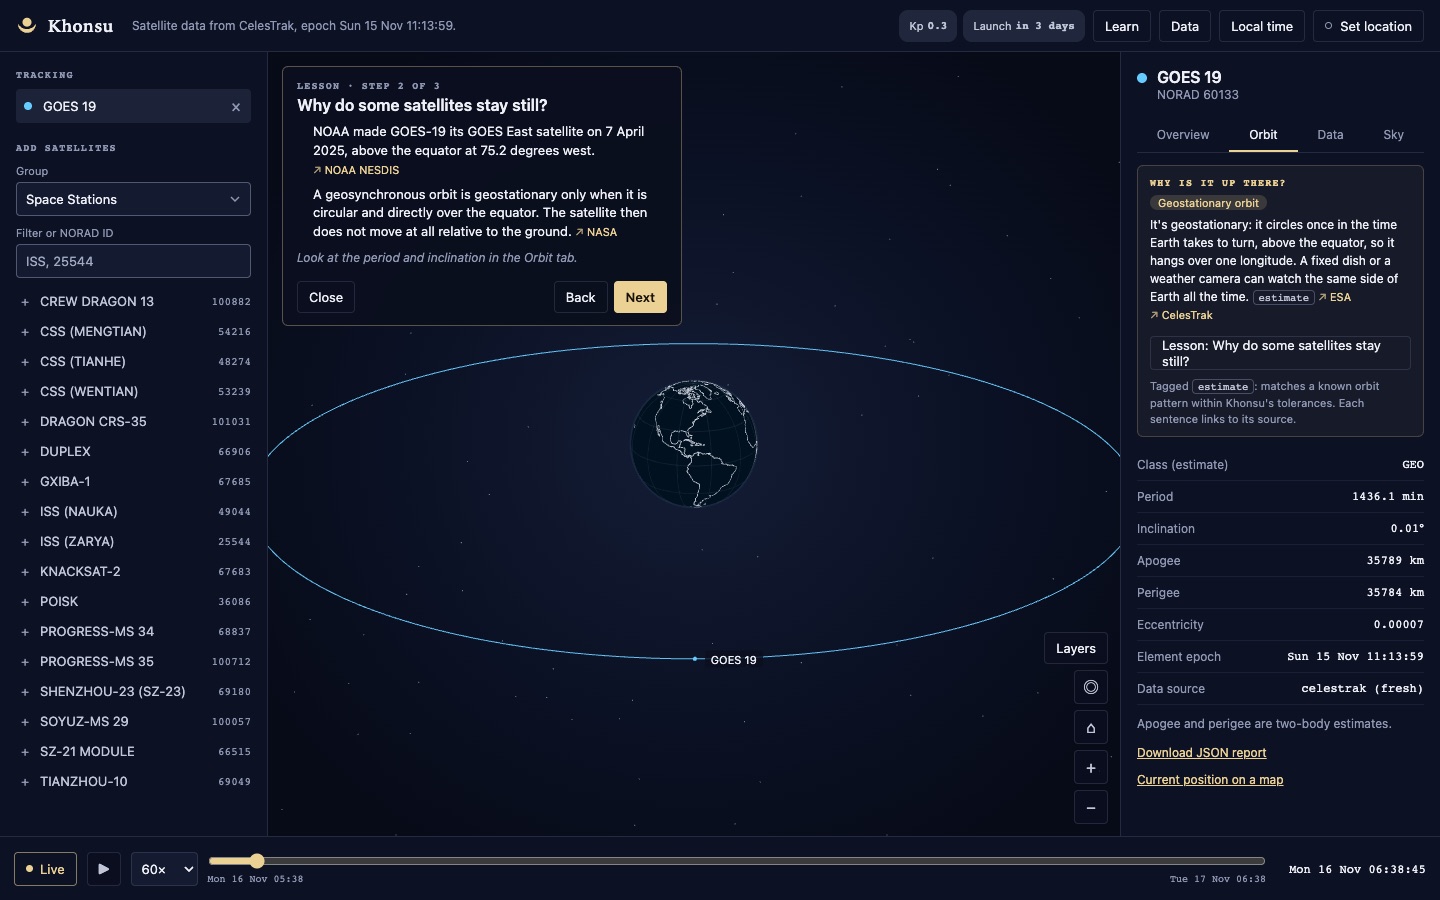 Khonsu
Satellite data from CelesTrak, epoch Sun 15 Nov 11:13:59.
Kp 0.3
Launch in 3 days
Learn
Data
Local time
Set location
TRACKING
GOES 19
ADD SATELLITES
Group
Space Stations
Filter or NORAD ID
ISS, 25544
+ CREW DRAGON 13 100882
+ CSS (MENGTIAN) 54216
+ CSS (TIANHE) 48274
+ CSS (WENTIAN) 53239
+ DRAGON CRS-35 101031
+ DUPLEX 66906
+ GXIBA-1 67685
+ ISS (NAUKA) 49044
+ ISS (ZARYA) 25544
+ KNACKSAT-2 67683
+ POISK 36086
+ PROGRESS-MS 34 68837
+ PROGRESS-MS 35 100712
+ SHENZHOU-23 (SZ-23) 69180
+ SOYUZ-MS 29 100057
+ SZ-21 MODULE 66515
+ TIANZHOU-10 69049
LESSON · STEP 2 OF 3
Why do some satellites stay still?
NOAA made GOES-19 its GOES East satellite on 7 April
2025, above the equator at 75.2 degrees west.
↗ NOAA NESDIS
A geosynchronous orbit is geostationary only when it is
circular and directly over the equator. The satellite then
does not move at all relative to the ground. ↗ NASA
Look at the period and inclination in the Orbit tab.
Close
Back
Next
GOES 19
Layers
+
−
GOES 19
NORAD 60133
Overview
Orbit
Data
Sky
WHY IS IT UP THERE?
Geostationary orbit
It's geostationary: it circles once in the time
Earth takes to turn, above the equator, so it
hangs over one longitude. A fixed dish or a
weather camera can watch the same side of
Earth all the time. estimate ↗ ESA
↗ CelesTrak
Lesson: Why do some satellites stay
still?
Tagged estimate: matches a known orbit
pattern within Khonsu's tolerances. Each
sentence links to its source.
Class (estimate) GEO
Period 1436.1 min
Inclination 0.01°
Apogee 35789 km
Perigee 35784 km
Eccentricity 0.00007
Element epoch Sun 15 Nov 11:13:59
Data source celestrak (fresh)
Apogee and perigee are two-body estimates.
Download JSON report
Current position on a map
Live
60×
Mon 16 Nov 05:38
Tue 17 Nov 06:38
Mon 16 Nov 06:38:45